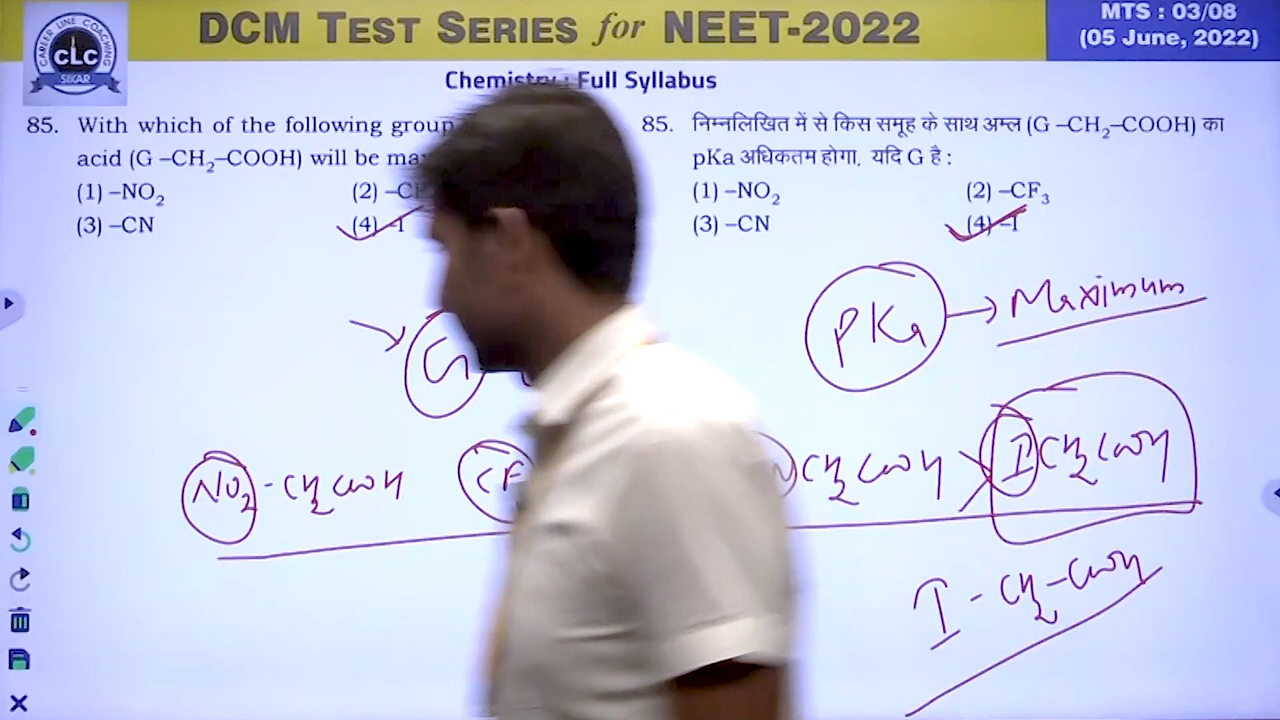 DCM TEST SERIES for NEET-2022
MTS : 03/08
(05 June, 2022)
CAREER LINE COACHING
CLC
SIKAR
Chemistry : Full Syllabus
85. With which of the following group
acid (G –CH₂–COOH) will be
(1) –NO₂
(3) –CN (4) –I
85. निम्नलिखित में से किस समूह के साथ अम्ल (G –CH₂–COOH) का
pKa अधिकतम होगा, यदि G है :
(1) –NO₂ (2) –CF₃
(3) –CN (4) –I
G
PKa → Maximum
NO₂-CH₂COOH CF CH₂COOH > ICH₂COOH
I-CH₂-COOH